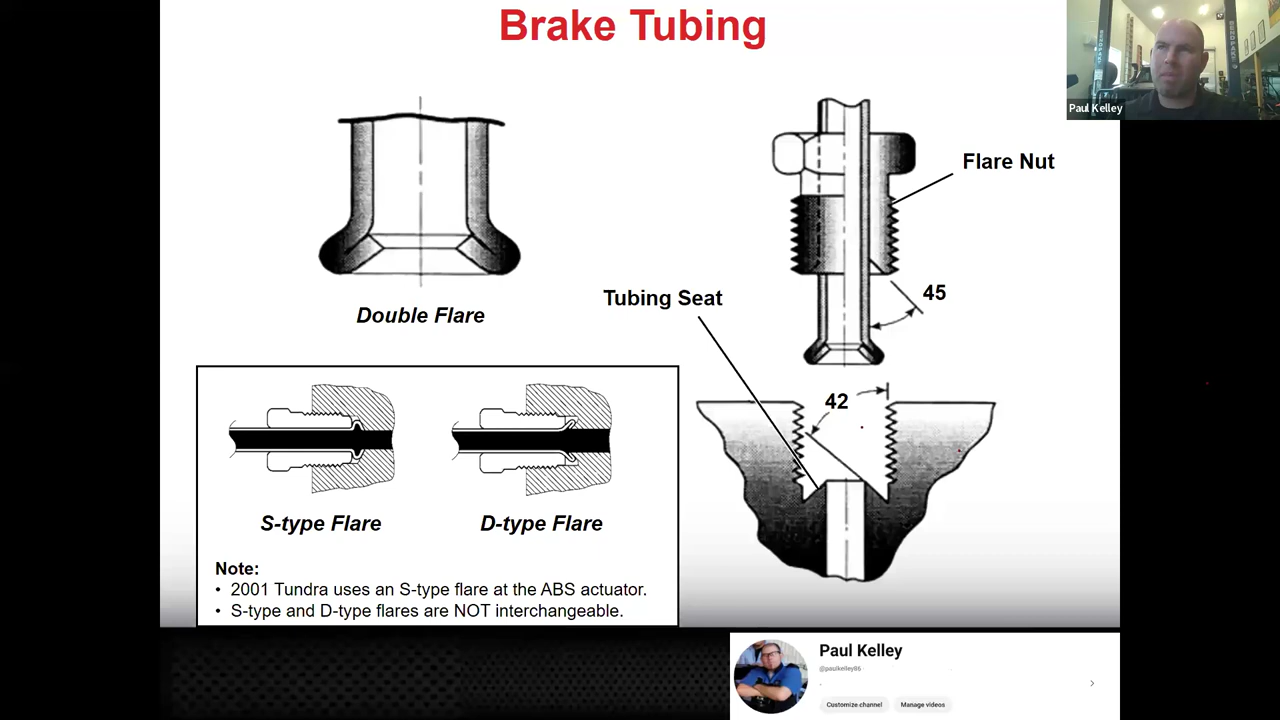 Brake Tubing
Paul Kelley
Flare Nut
45
Double Flare
Tubing Seat
42
S-type Flare
D-type Flare
Note:
• 2001 Tundra uses an S-type flare at the ABS actuator.
• S-type and D-type flares are NOT interchangeable.
Paul Kelley
@paulkelley86
Customize channel
Manage videos